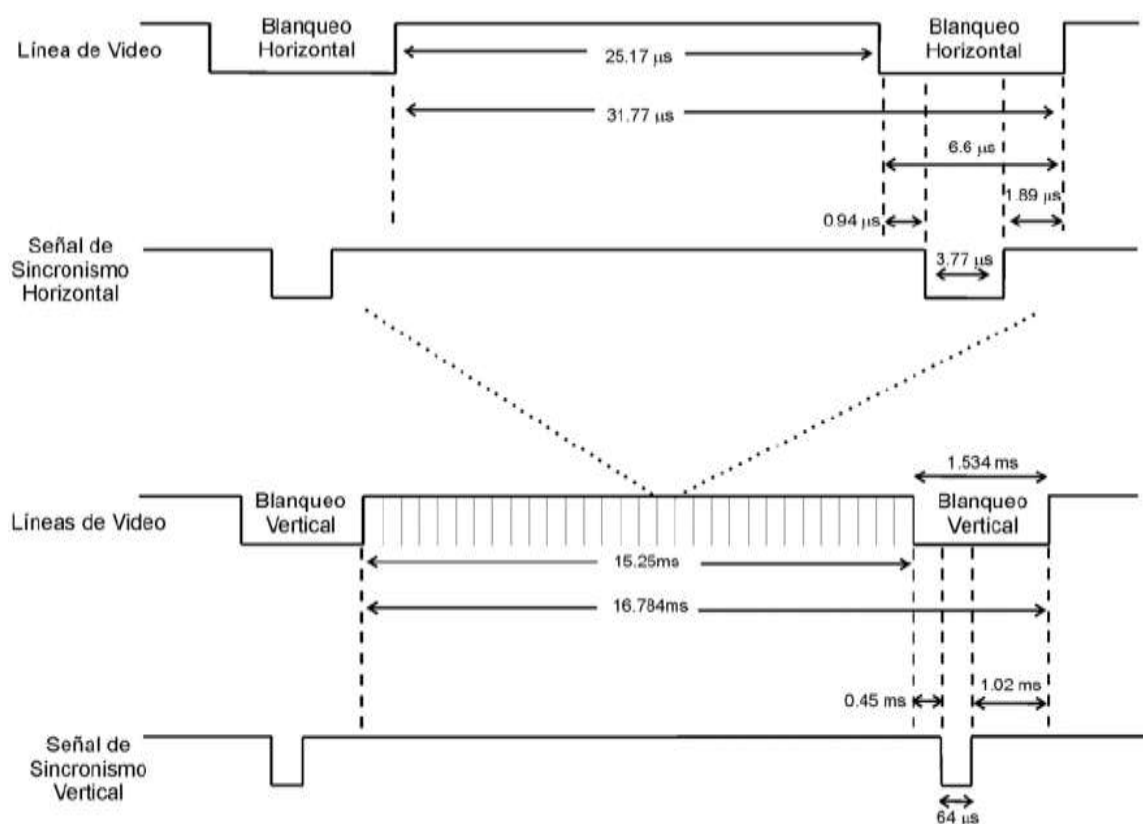 Blanqueo
Horizontal
Blanqueo
Horizontal
Línea de Video
25.17 μs
31.77 μs
6.6 μs
1.89 μs
0.94 μs
Señal de
Sincronismo
Horizontal
3.77 μs
1.534 ms
Blanqueo
Vertical
Blanqueo
Vertical
Líneas de Video
15.25ms
16.784ms
1.02 ms
0.45 ms
Señal de
Sincronismo
Vertical
64 μs